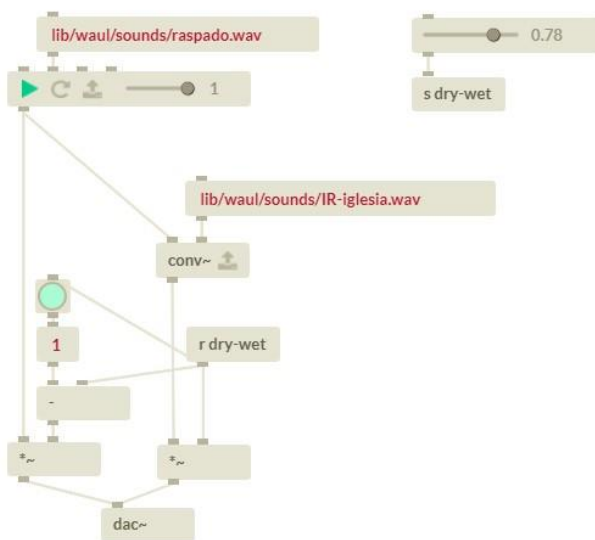 lib/waul/sounds/raspado.wav
0.78
1
s dry-wet
lib/waul/sounds/IR-iglesia.wav
conv~
1
r dry-wet
-
*~
*~
dac~